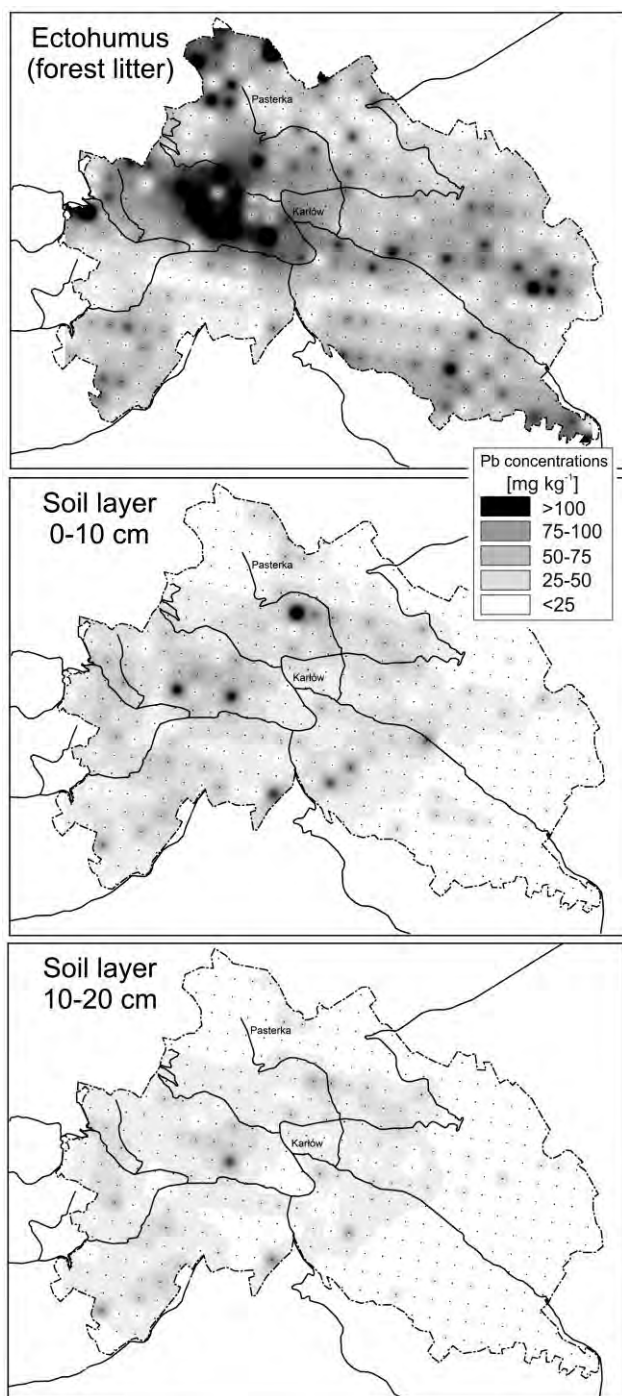 Ectohumus
(forest litter)
Pasterka
Karłów
Pb concentrations
[mg kg⁻¹]
>100
75-100
50-75
25-50
<25
Soil layer
0-10 cm
Pasterka
Karłów
Soil layer
10-20 cm
Pasterka
Karłów